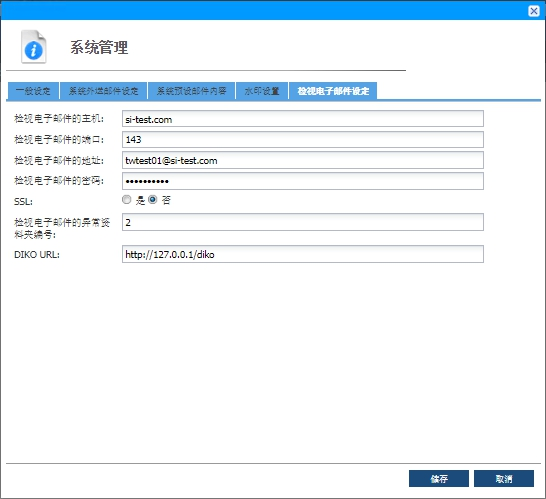 系统管理
一般设定 系统外送邮件设定 系统预设邮件内容 水印设置 检视电子邮件设定
检视电子邮件的主机: si-test.com
检视电子邮件的端口: 143
检视电子邮件的地址: twtest01@si-test.com
检视电子邮件的密码: ••••••••••
SSL: 是 否
检视电子邮件的异常资
料夹编号: 2
DIKO URL: http://127.0.0.1/diko
储存 取消